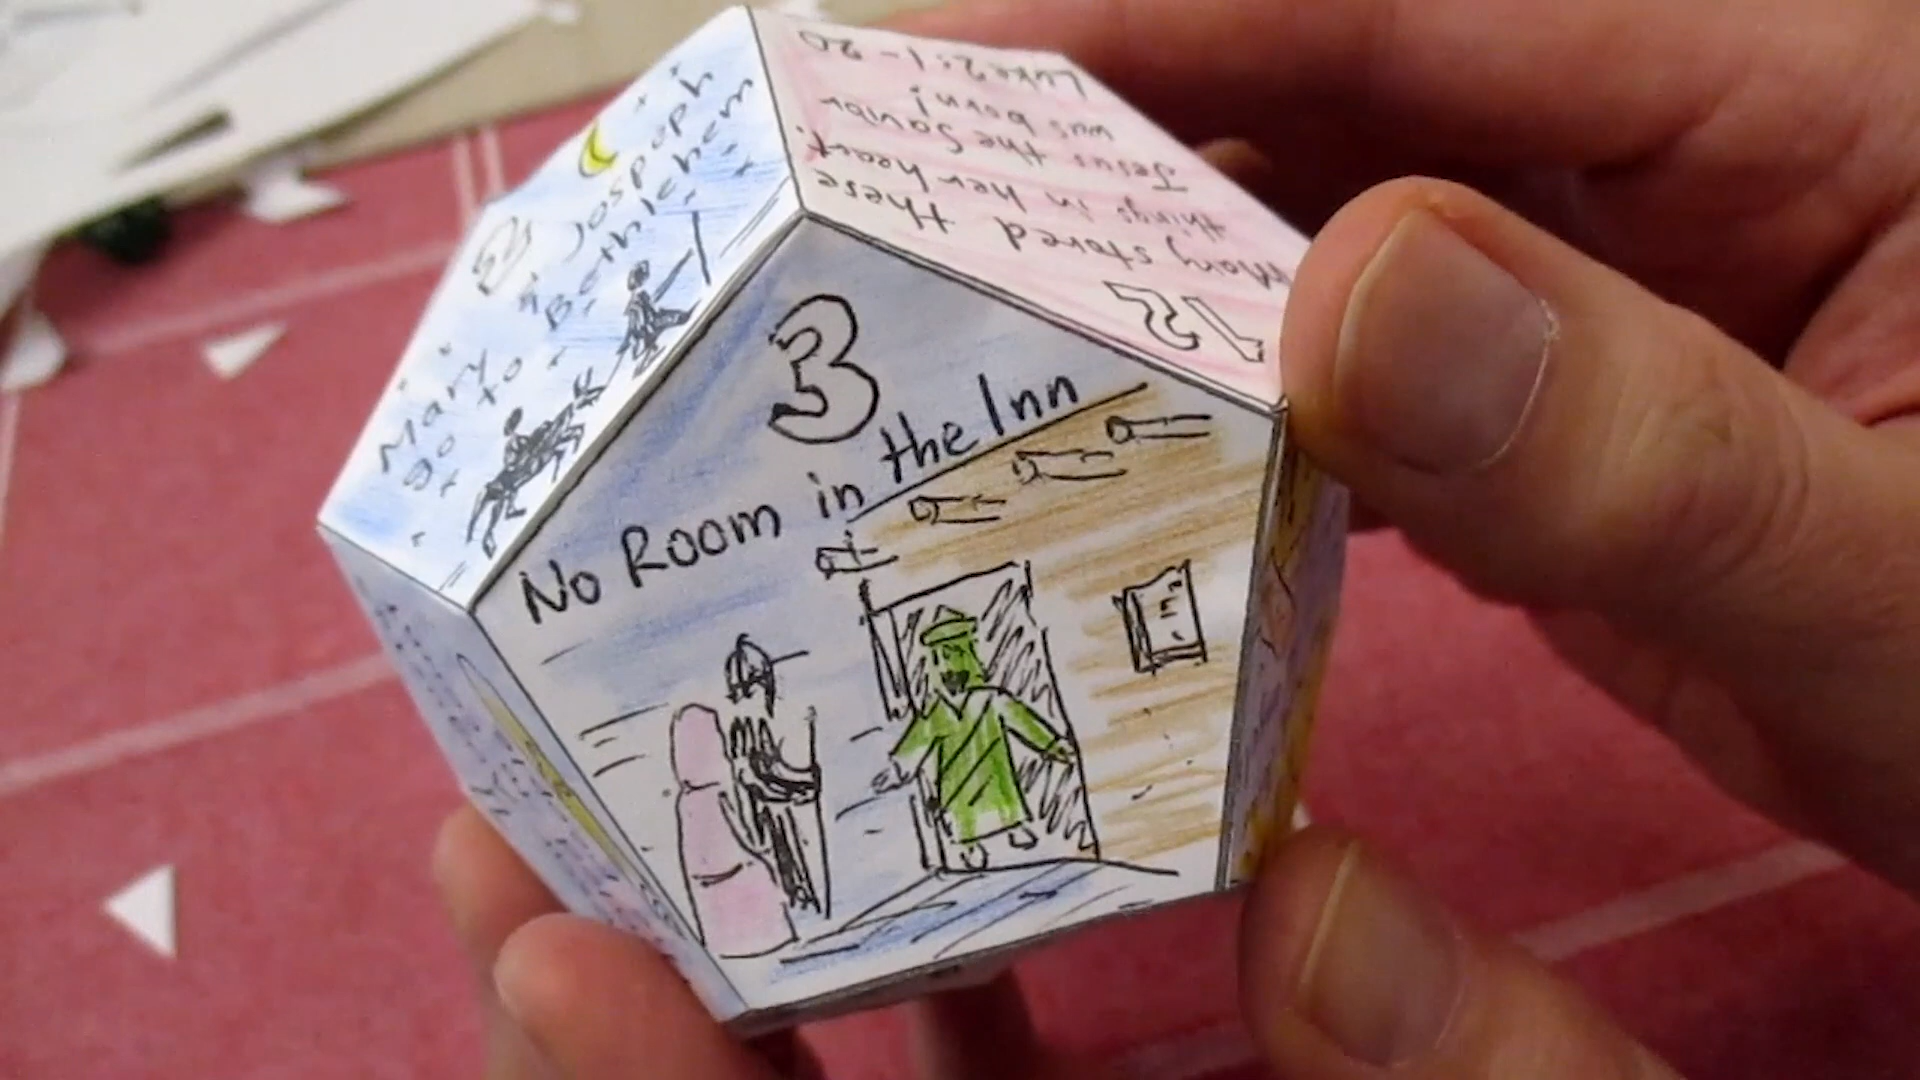 3
No Room in the Inn
2
Mary & Jospoph
go to Bethlehem
12
Mary stored these
things in her heart.
Jesus the Savior
was born!
Luke 2:1-20